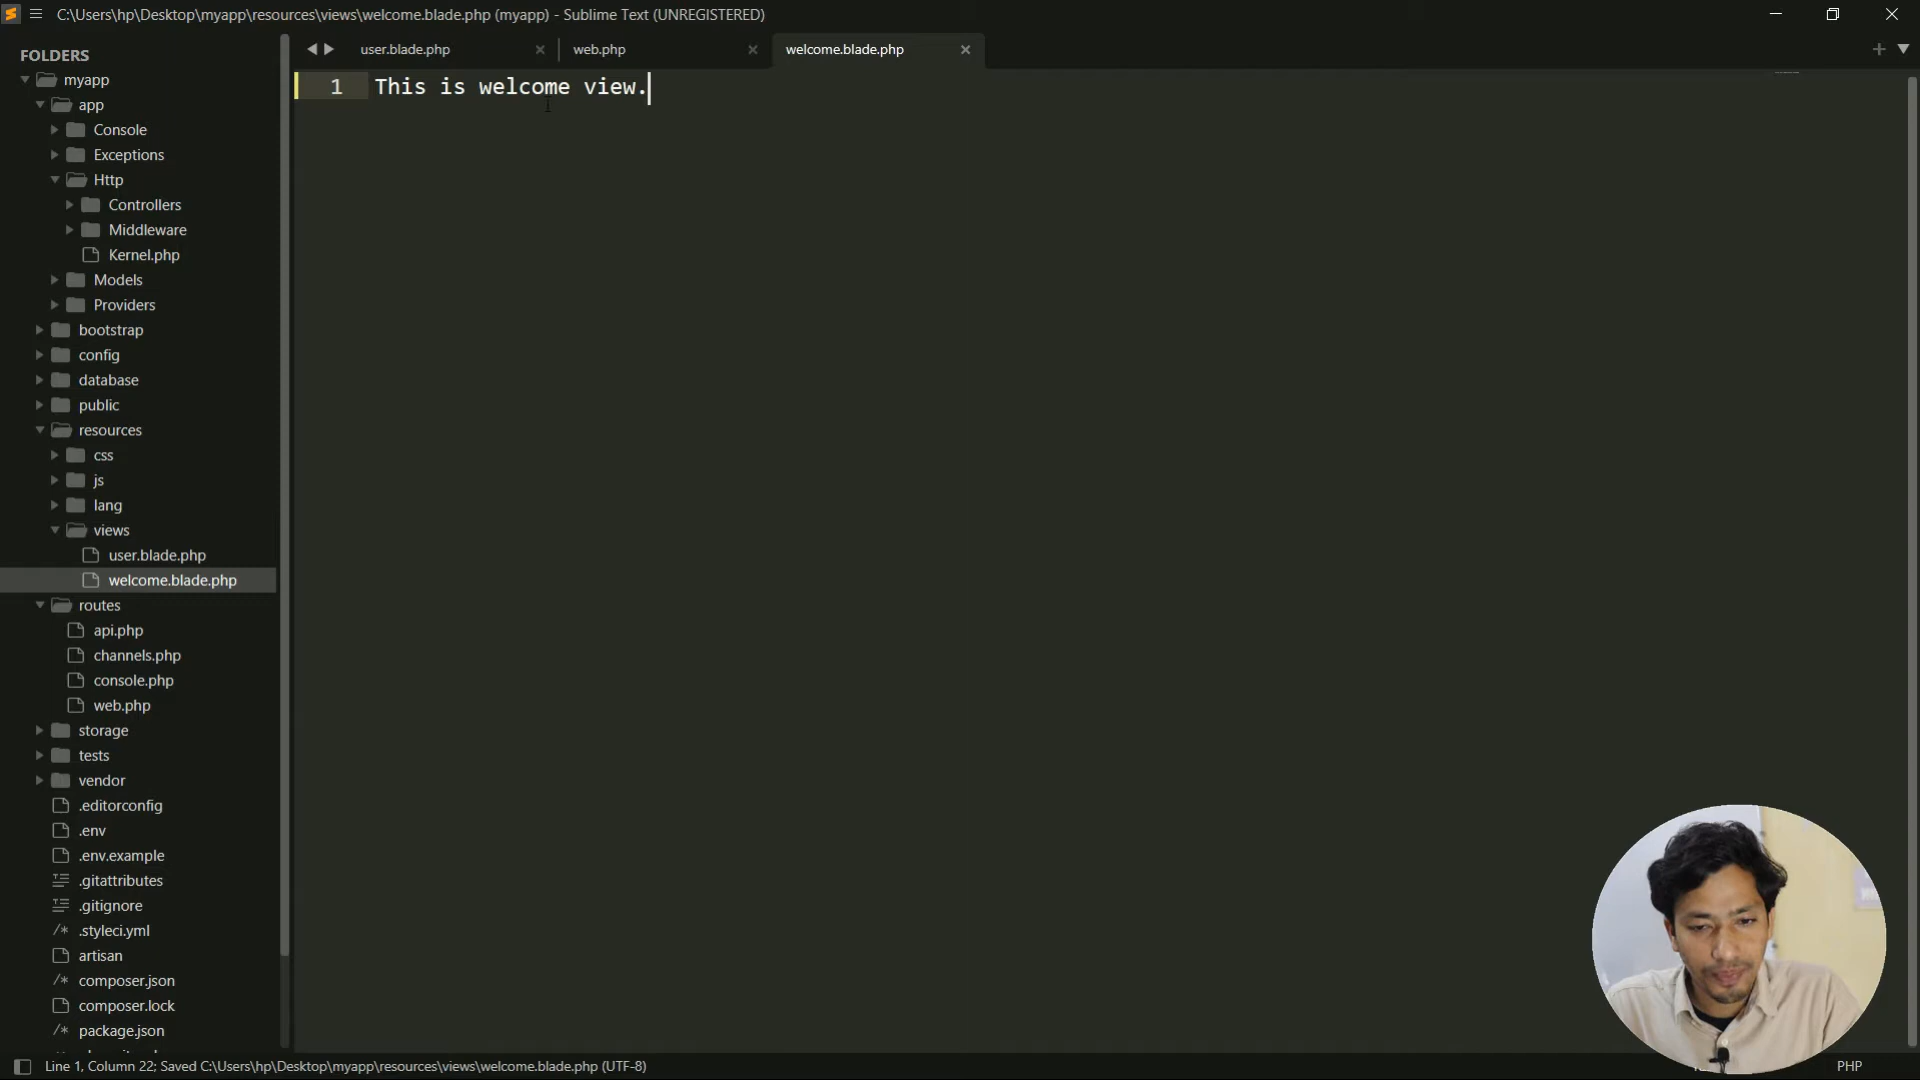 C:\Users\hp\Desktop\myapp\resources\views\welcome.blade.php (myapp) - Sublime Text (UNREGISTERED)
FOLDERS
myapp
app
Console
Exceptions
Http
Controllers
Middleware
Kernel.php
Models
Providers
bootstrap
config
database
public
resources
css
js
lang
views
user.blade.php
welcome.blade.php
routes
api.php
channels.php
console.php
web.php
storage
tests
vendor
.editorconfig
.env
.env.example
.gitattributes
.gitignore
/* .styleci.yml
artisan
/* composer.json
composer.lock
/* package.json
user.blade.php
web.php
welcome.blade.php
1 This is welcome view.
Line 1, Column 22; Saved C:\Users\hp\Desktop\myapp\resources\views\welcome.blade.php (UTF-8)
PHP